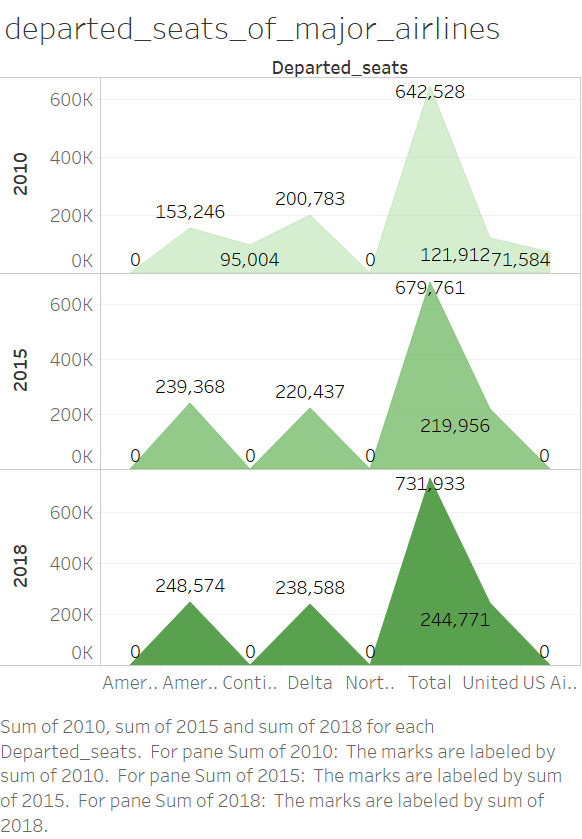 departed_seats_of_major_airlines
Departed_seats
2010
600K
400K
200K
0K
642,528
200,783
153,246
0
95,004
0
121,912
71,584
2015
600K
400K
200K
0K
679,761
239,368
220,437
219,956
0
0
0
0
2018
600K
400K
200K
0K
731,933
248,574
238,588
244,771
0
0
0
0
Amer.. Amer.. Conti.. Delta Nort.. Total United US Ai..
Sum of 2010, sum of 2015 and sum of 2018 for each
Departed_seats. For pane Sum of 2010: The marks are labeled by
sum of 2010. For pane Sum of 2015: The marks are labeled by sum
of 2015. For pane Sum of 2018: The marks are labeled by sum of
2018.